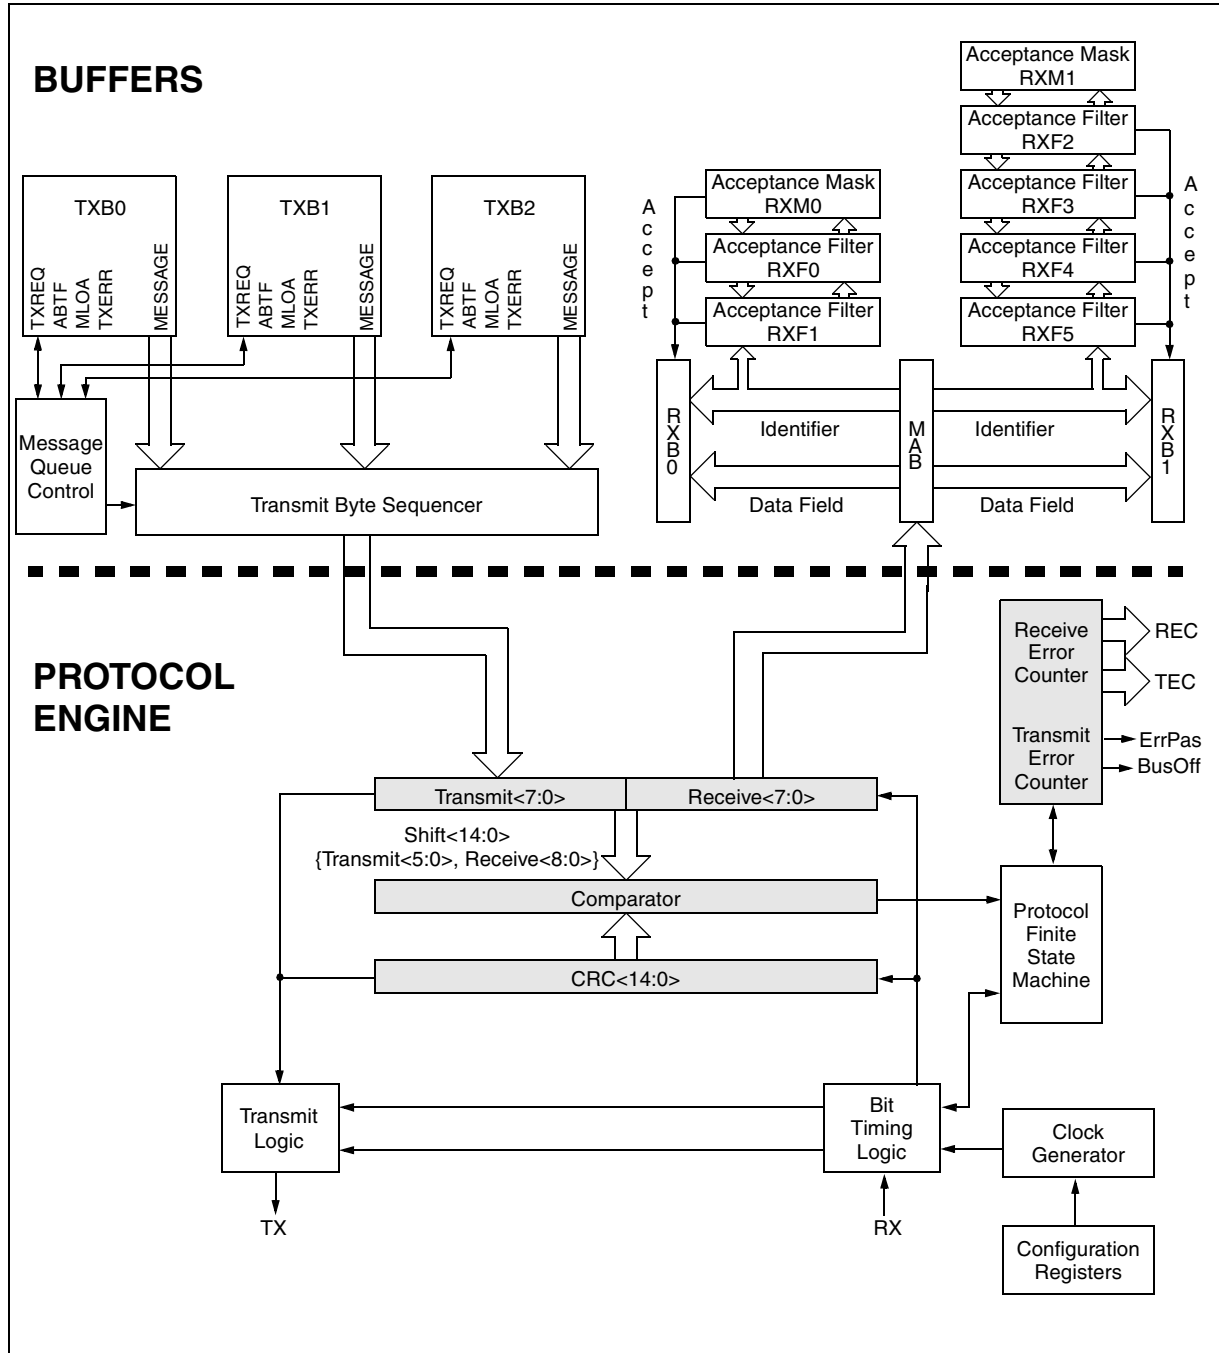 BUFFERS
Acceptance Mask
RXM1
Acceptance Filter
RXF2
Acceptance Filter
RXF3
Acceptance Filter
RXF4
Acceptance Filter
RXF5
Accept
Acceptance Mask
RXM0
Acceptance Filter
RXF0
Acceptance Filter
RXF1
Accept
TXB0
TXREQ
ABTF
MLOA
TXERR
MESSAGE
TXB1
TXREQ
ABTF
MLOA
TXERR
MESSAGE
TXB2
TXREQ
ABTF
MLOA
TXERR
MESSAGE
Message
Queue
Control
Transmit Byte Sequencer
RXB0
Identifier
MAB
Identifier
RXB1
Data Field
Data Field
PROTOCOL
ENGINE
Receive
Error
Counter
REC
TEC
Transmit
Error
Counter
ErrPas
BusOff
Transmit<7:0>
Receive<7:0>
Shift<14:0>
{Transmit<5:0>, Receive<8:0>}
Comparator
CRC<14:0>
Protocol
Finite
State
Machine
Transmit
Logic
Bit
Timing
Logic
Clock
Generator
TX
RX
Configuration
Registers